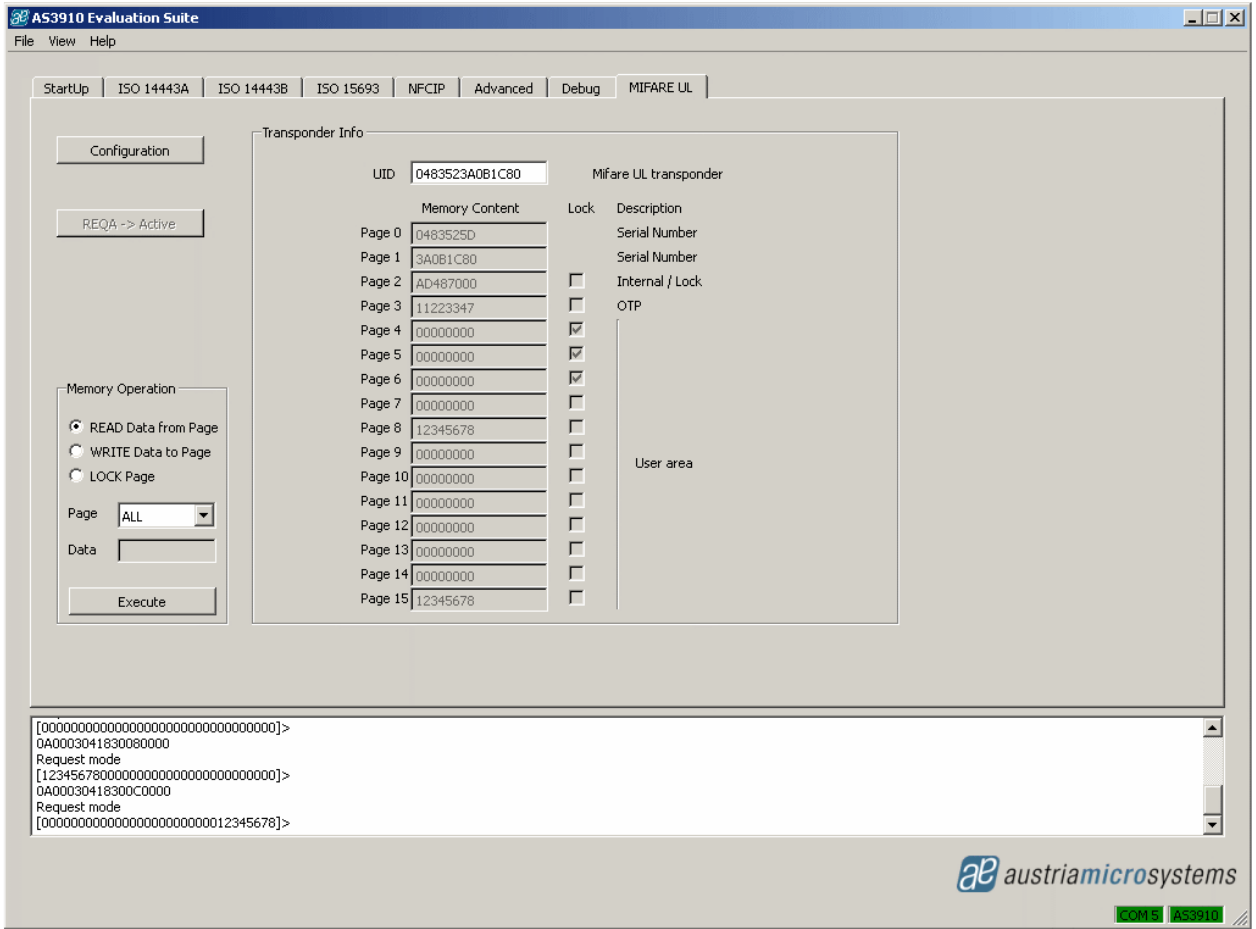 AS3910 Evaluation Suite
File View Help
StartUp ISO 14443A ISO 14443B ISO 15693 NFCIP Advanced Debug MIFARE UL
Configuration
REQA -> Active
Transponder Info
UID 0483523A0B1C80 Mifare UL transponder
Memory Content Lock Description
Page 0 0483525D Serial Number
Page 1 3A0B1C80 Serial Number
Page 2 AD487000 Internal / Lock
Page 3 11223347 OTP
Page 4 00000000
Page 5 00000000
Page 6 00000000
Page 7 00000000
Page 8 12345678
Page 9 00000000
Page 10 00000000
Page 11 00000000
Page 12 00000000
Page 13 00000000
Page 14 00000000
Page 15 12345678
User area
Memory Operation
READ Data from Page
WRITE Data to Page
LOCK Page
Page ALL
Data
Execute
[00000000000000000000000000000000]>
0A0003041830080000
Request mode
[12345678000000000000000000000000]>
0A00030418300C0000
Request mode
[00000000000000000000000012345678]>
ae austriamicrosystems
COM 5 AS3910